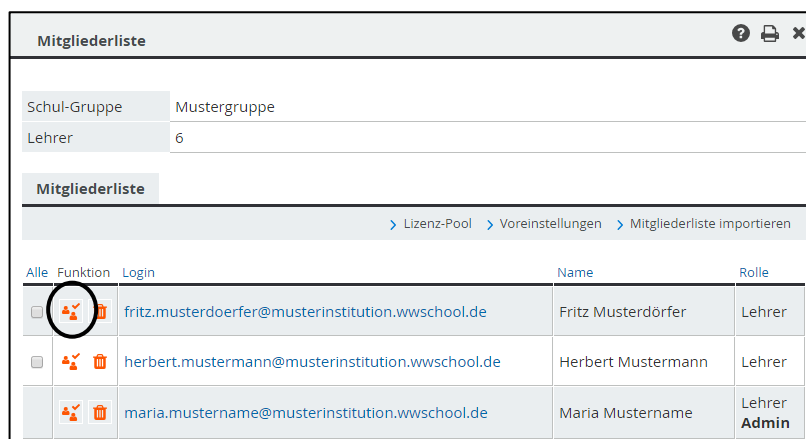 Mitgliederliste
Schul-Gruppe Mustergruppe
Lehrer 6
Mitgliederliste
Lizenz-Pool Voreinstellungen Mitgliederliste importieren
Alle Funktion Login Name Rolle
fritz.musterdoerfer@musterinstitution.wwschool.de Fritz Musterdörfer Lehrer
herbert.mustermann@musterinstitution.wwschool.de Herbert Mustermann Lehrer
maria.mustername@musterinstitution.wwschool.de Maria Mustername Lehrer
Admin